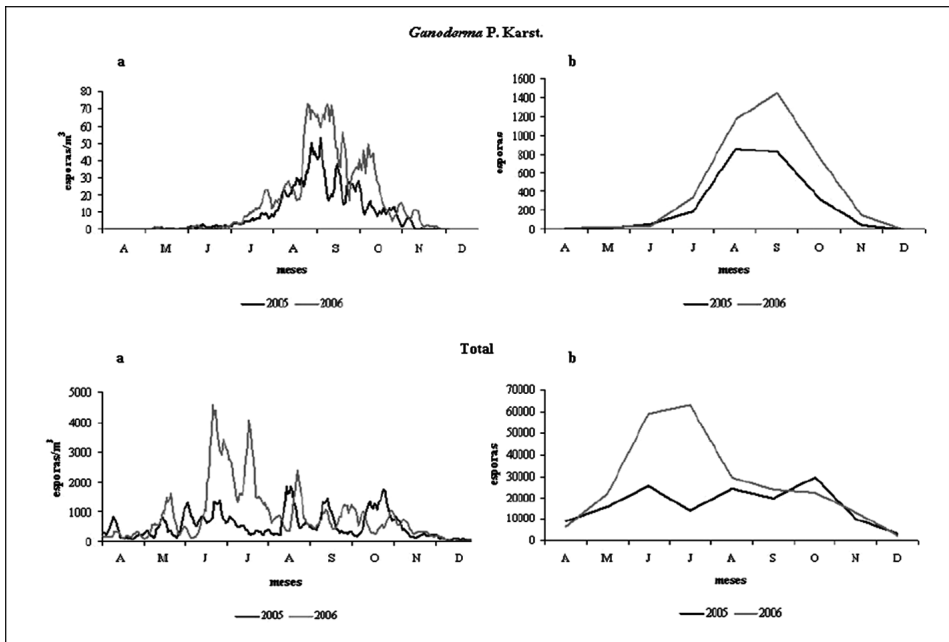 Ganoderma P. Karst.
a
b
esporas/m³
80
70
60
50
40
30
20
10
0
A M J J A S O N D
meses
2005 2006
esporas
1600
1400
1200
1000
800
600
400
200
0
A M J J A S O N D
meses
2005 2006
Total
a
b
esporas/m³
5000
4000
3000
2000
1000
0
A M J J A S O N D
meses
2005 2006
esporas
70000
60000
50000
40000
30000
20000
10000
0
A M J J A S O N D
meses
2005 2006